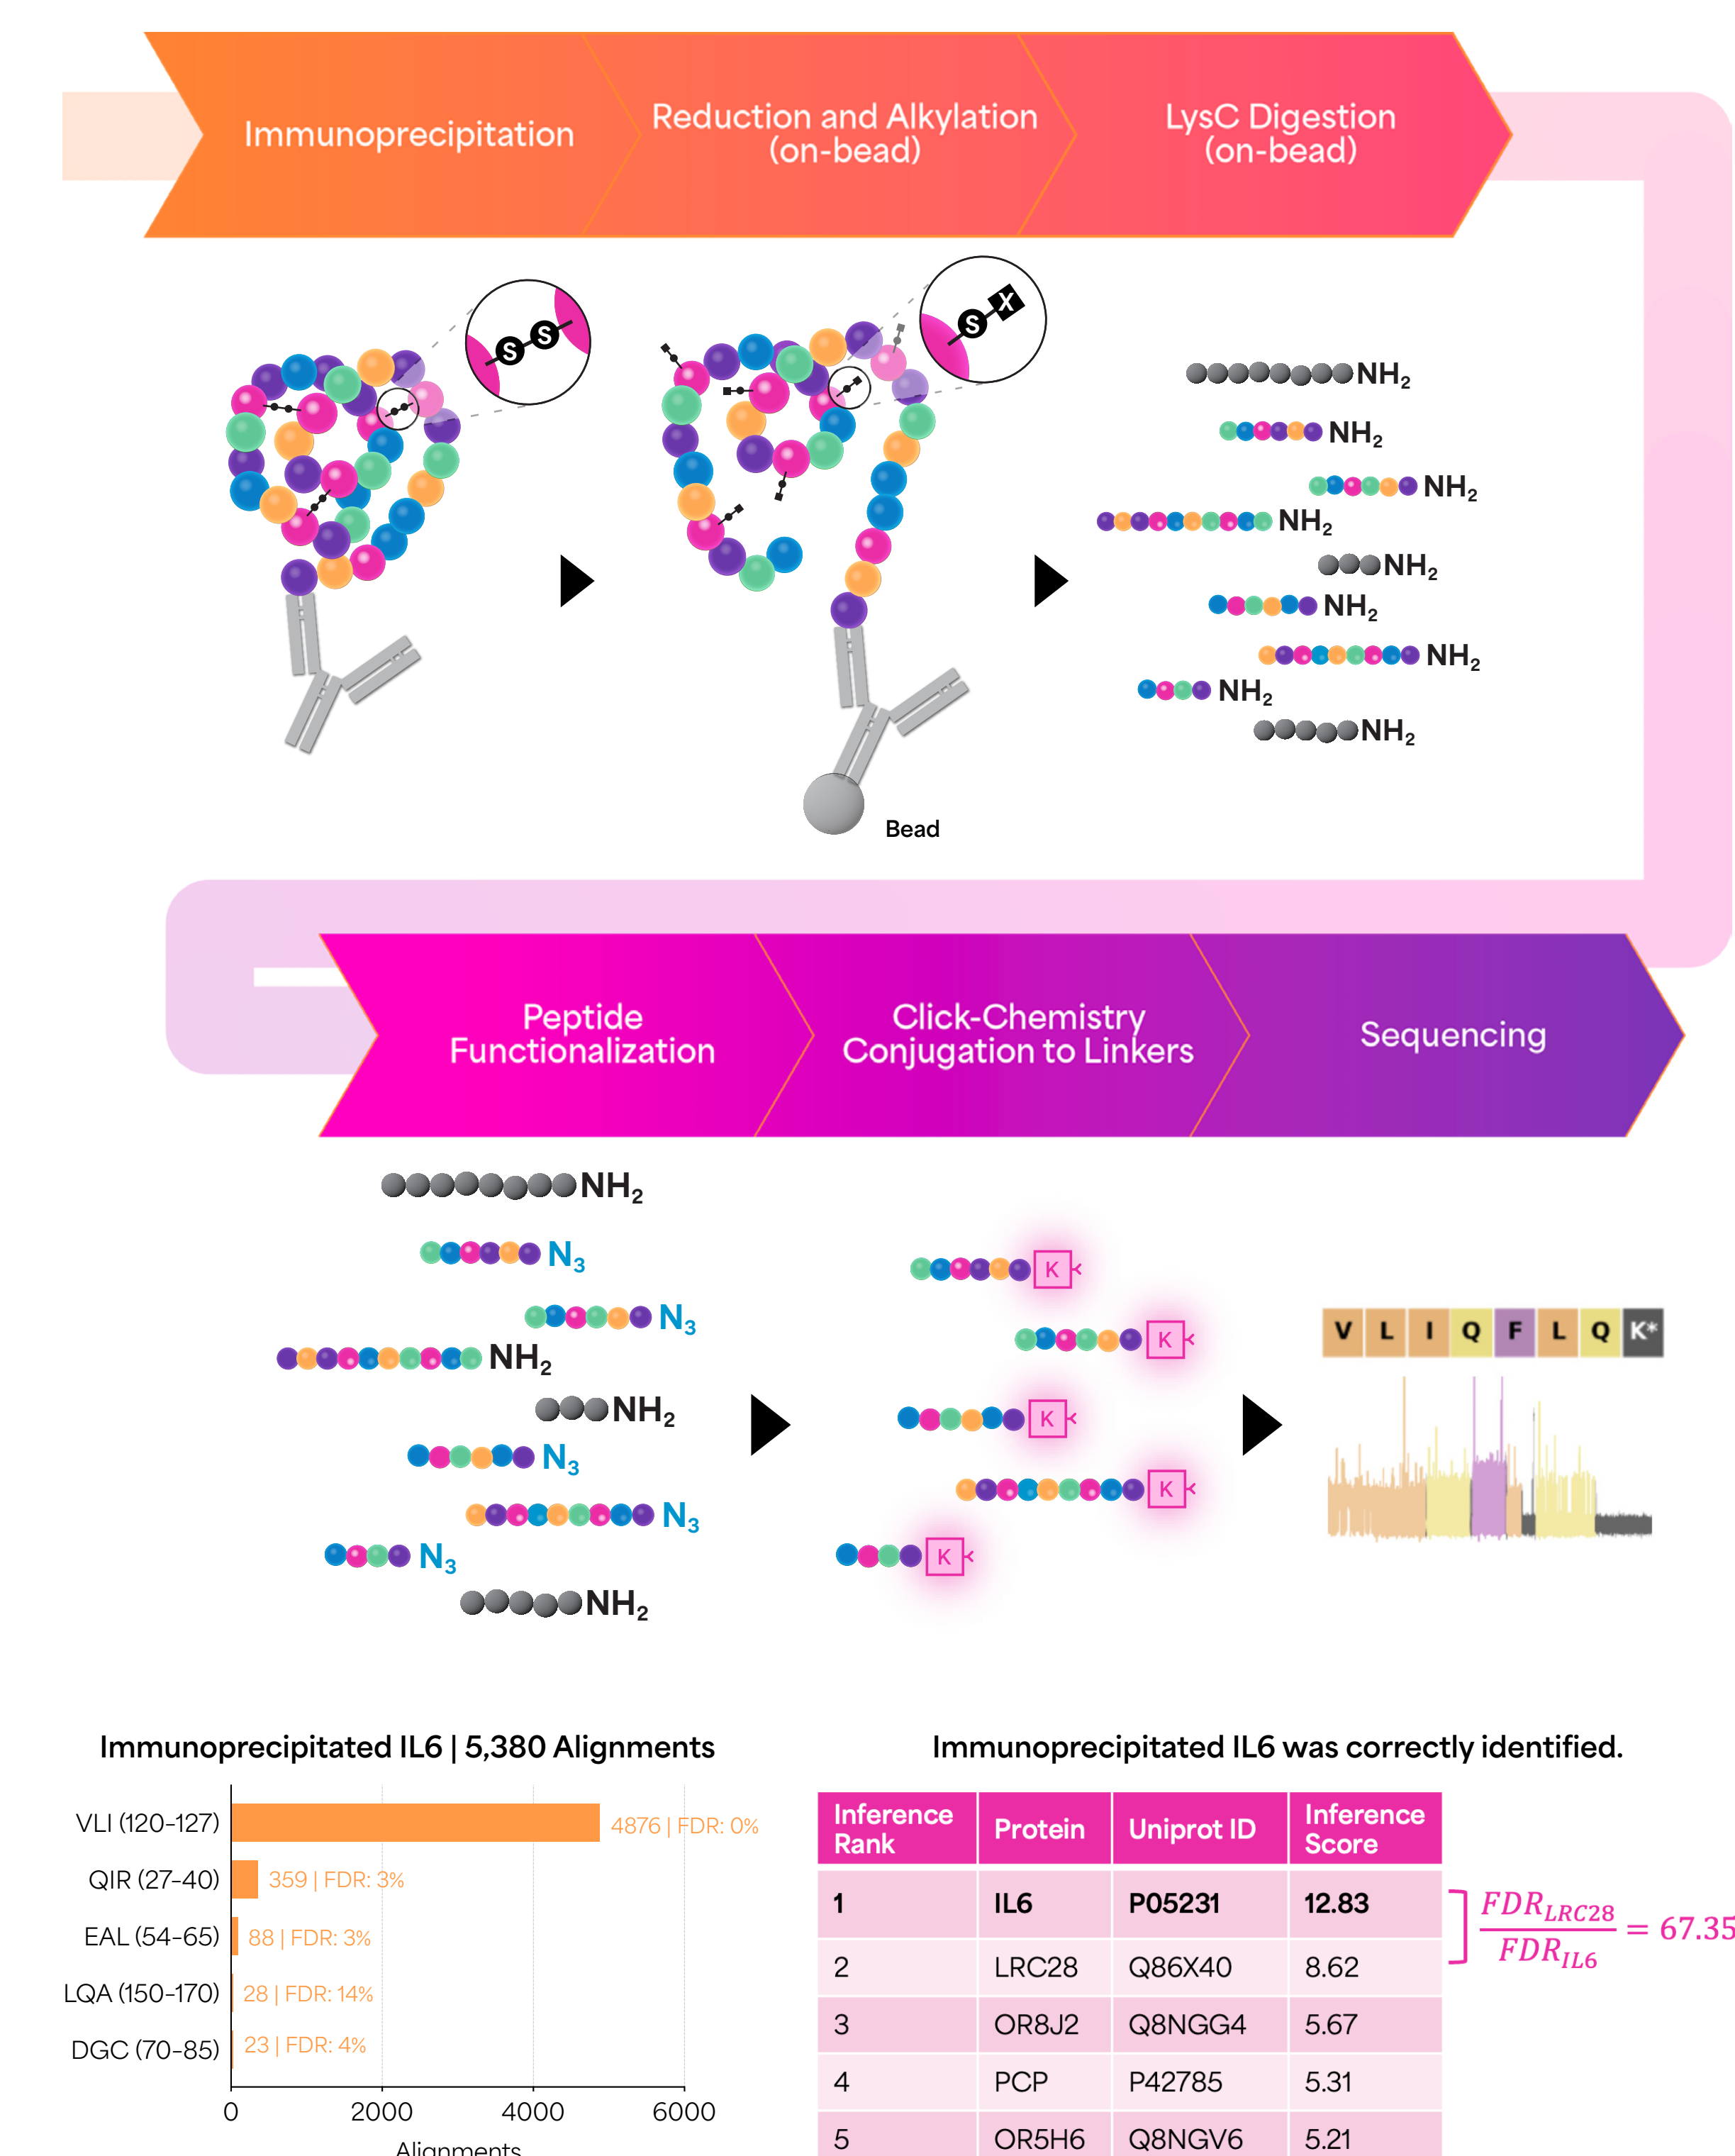 Immunoprecipitation
Reduction and Alkylation
(on-bead)
LysC Digestion
(on-bead)
S S
S X
NH2
NH2
NH2
NH2
NH2
NH2
NH2
NH2
NH2
Bead
Peptide
Functionalization
Click-Chemistry
Conjugation to Linkers
Sequencing
NH2
N3
N3
NH2
NH2
N3
N3
N3
NH2
K
K
K
K
K
V L I Q F L Q K*
Immunoprecipitated IL6 | 5,380 Alignments
VLI (120-127) 4876 | FDR: 0%
QIR (27-40) 359 | FDR: 3%
EAL (54-65) 88 | FDR: 3%
LQA (150-170) 28 | FDR: 14%
DGC (70-85) 23 | FDR: 4%
0 2000 4000 6000
Alignments
Immunoprecipitated IL6 was correctly identified.
Inference Rank Protein Uniprot ID Inference Score
1 IL6 P05231 12.83
2 LRC28 Q86X40 8.62
3 OR8J2 Q8NGG4 5.67
4 PCP P42785 5.31
5 OR5H6 Q8NGV6 5.21
FDR LRC28
FDR IL6
= 67.35